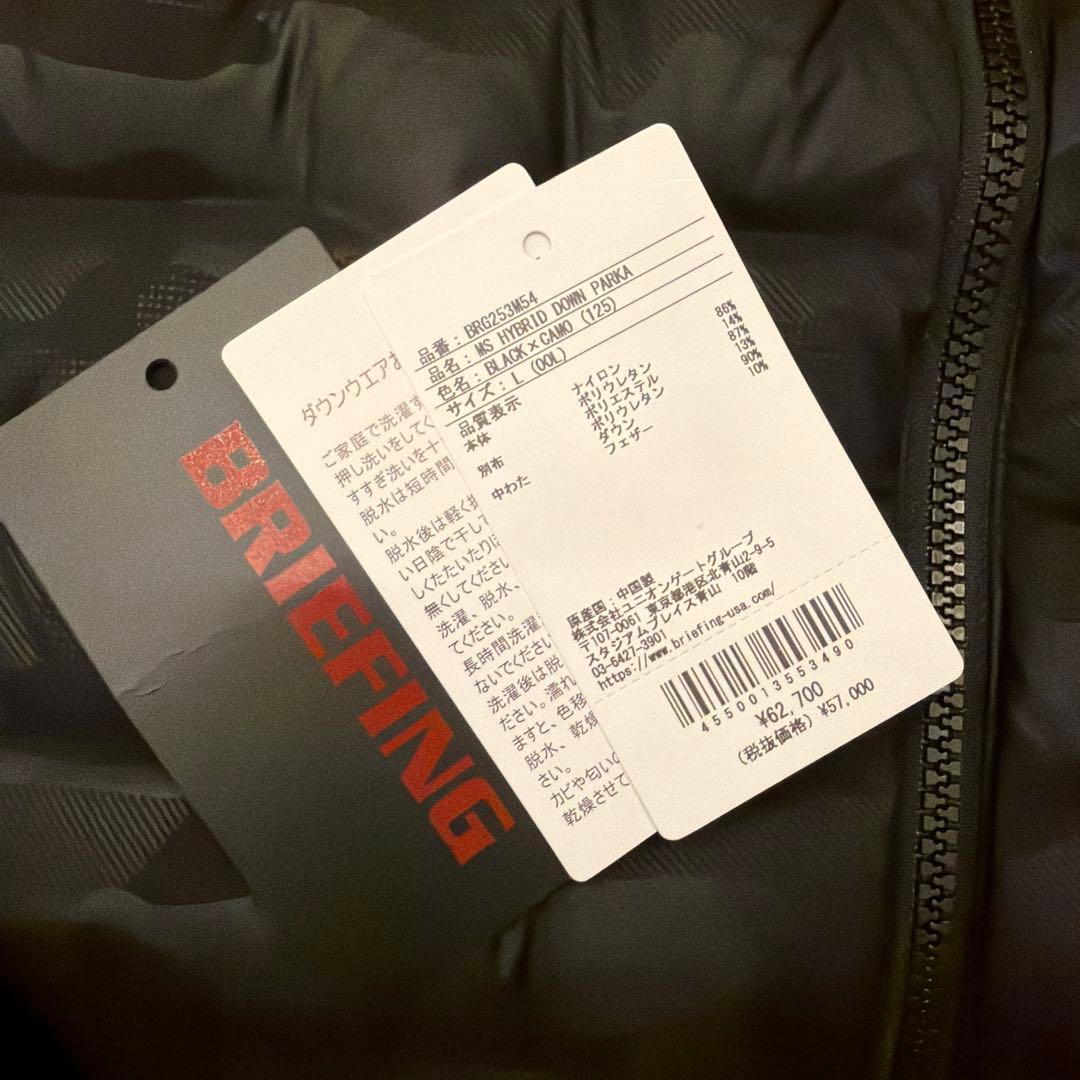 BRIEFING
ダウンウエアお
ご家庭で洗濯す
押し洗いをしてく
すすぎ洗いを十
脱水は短時間
い。
脱水後は軽く
い日陰で干して
しくたたいたり
無くしてください
洗濯、脱水、
てください。
長時間洗濯
ないでください
洗濯後は脱
ださい。濡れ
ますと、色移
脱水、乾燥
さい。
カビや匂いの
乾燥させて
品番:BRG253M54
品名:MS HYBRID DOWN PARKA
色名:BLACK×CAMO (125)
サイズ:L (OOL)
品質表示
本体 ナイロン 86%
ポリウレタン 14%
別布 ポリエステル 87%
ポリウレタン 13%
中わた ダウン 90%
フェザー 10%
原産国:中国製
株式会社ユニオンゲートグループ
〒107-0061 東京都港区北青山2-9-5
スタジアムプレイス青山 10階
03-6427-3901
https://www.briefing-usa.com/
4550013553490
¥62,700
(税抜価格) ¥57,000